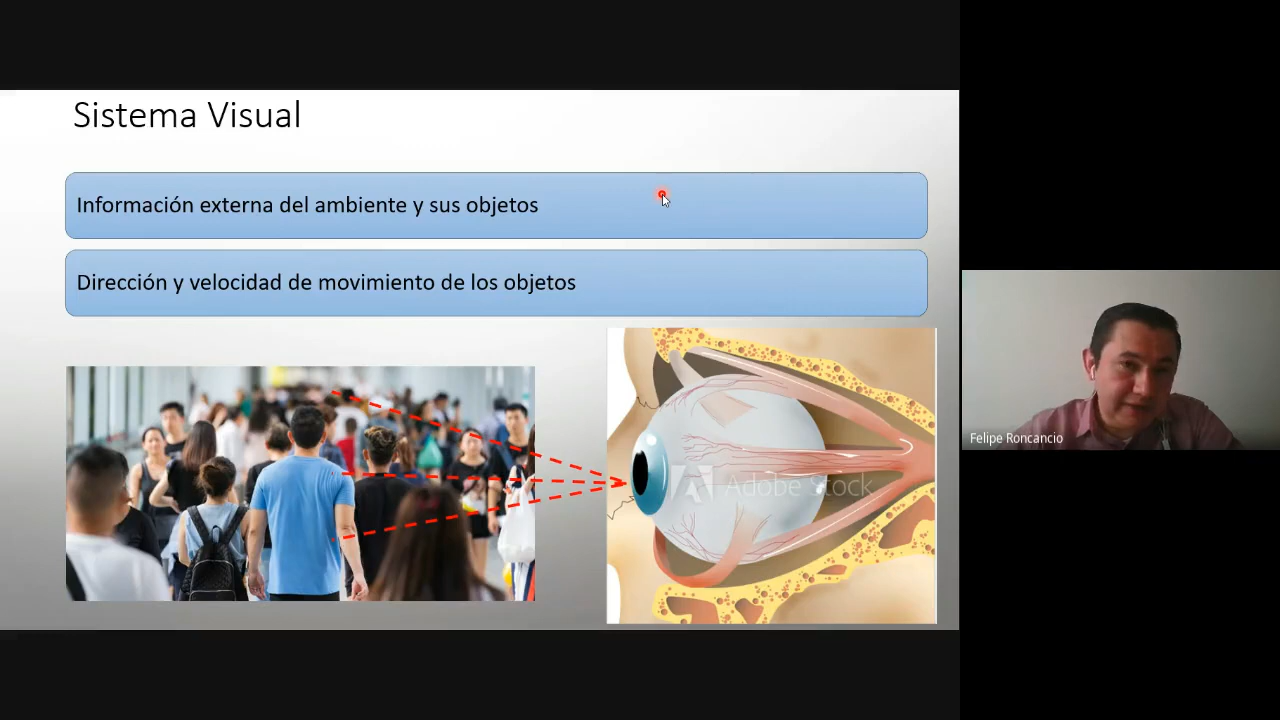 Sistema Visual
Información externa del ambiente y sus objetos
Dirección y velocidad de movimiento de los objetos
Adobe Stock
Felipe Roncancio